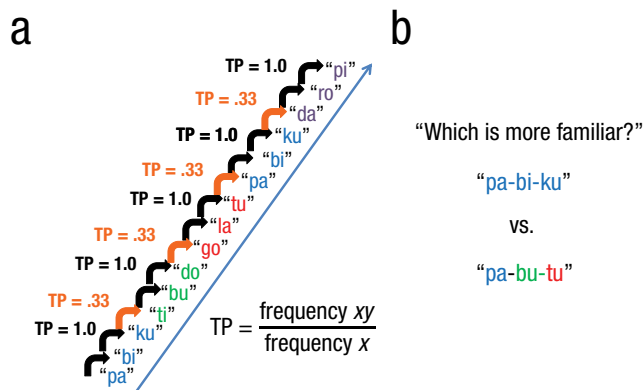 a
b
TP = 1.0 “pi”
“ro”
TP = .33 “da”
TP = 1.0 “ku”
“bi”
TP = .33 “pa”
TP = 1.0 “tu”
“la”
TP = .33 “go”
TP = 1.0 “do”
“bu”
TP = .33 “ti”
TP = 1.0 “ku”
“bi”
“pa”
TP = frequency xy
frequency x
“Which is more familiar?”
“pa-bi-ku”
vs.
“pa-bu-tu”